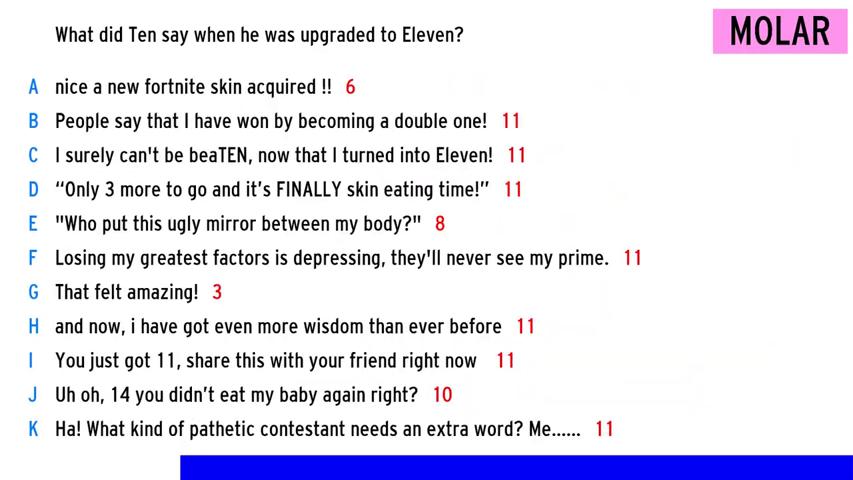 What did Ten say when he was upgraded to Eleven?
MOLAR
A nice a new fortnite skin acquired !! 6
B People say that I have won by becoming a double one! 11
C I surely can't be beaTEN, now that I turned into Eleven! 11
D “Only 3 more to go and it’s FINALLY skin eating time!” 11
E "Who put this ugly mirror between my body?" 8
F Losing my greatest factors is depressing, they'll never see my prime. 11
G That felt amazing! 3
H and now, i have got even more wisdom than ever before 11
I You just got 11, share this with your friend right now 11
J Uh oh, 14 you didn’t eat my baby again right? 10
K Ha! What kind of pathetic contestant needs an extra word? Me...... 11